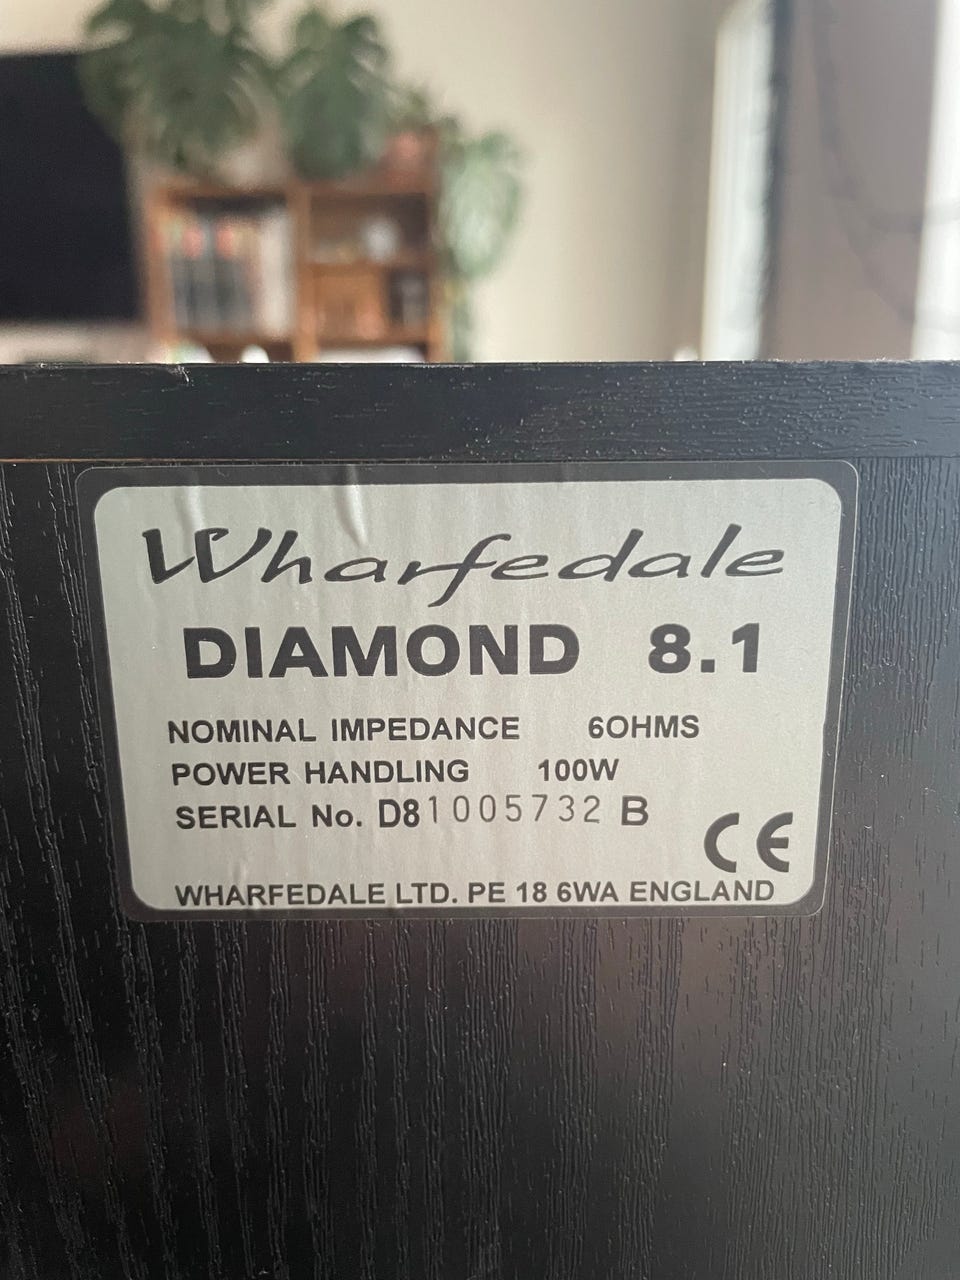 Wharfedale
DIAMOND 8.1
NOMINAL IMPEDANCE 6OHMS
POWER HANDLING 100W
SERIAL No. D81005732 B
CE
WHARFEDALE LTD. PE 18 6WA ENGLAND